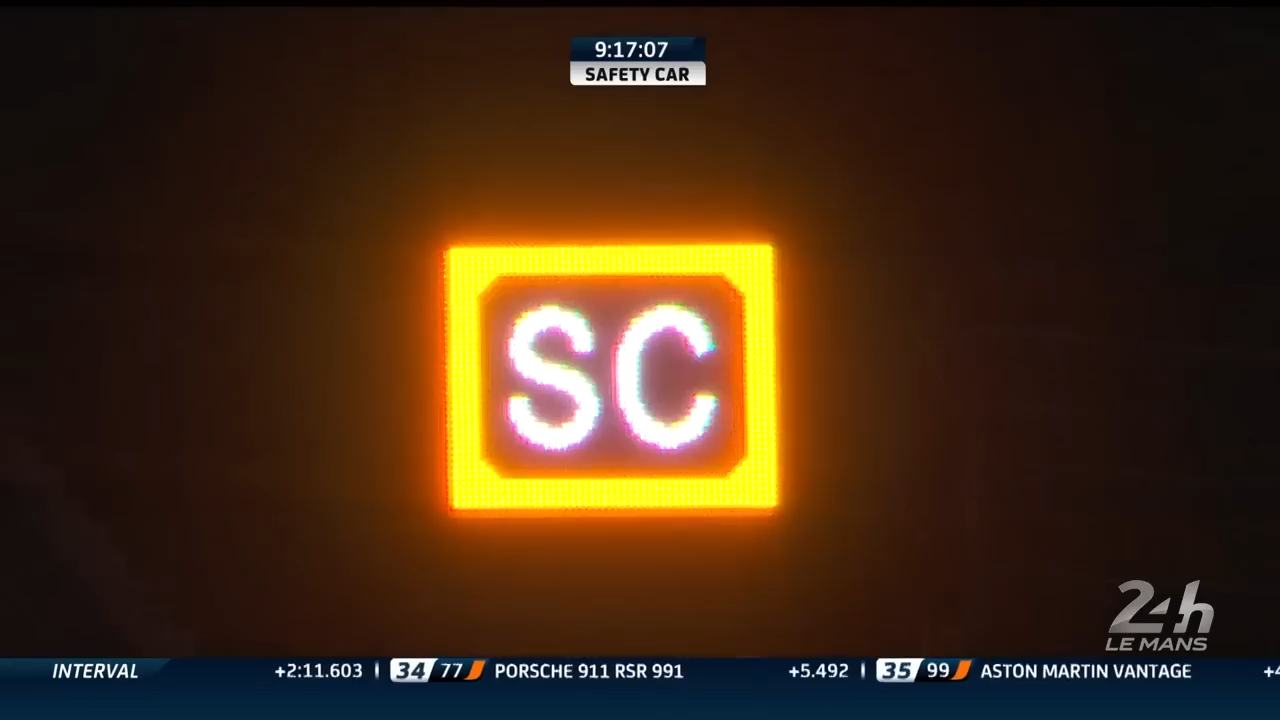 9:17:07
SAFETY CAR
SC
24h
LE MANS
INTERVAL +2:11.603 34 77 PORSCHE 911 RSR 991 +5.492 35 99 ASTON MARTIN VANTAGE